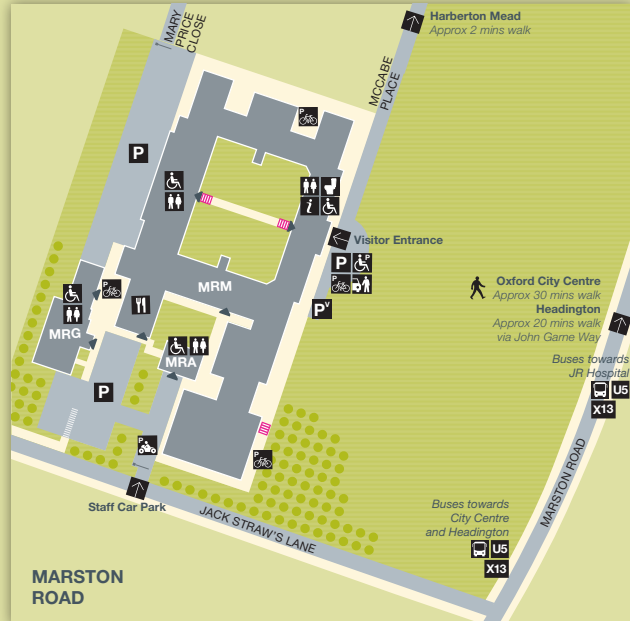 MARY
PRICE
CLOSE
Harberton Mead
Approx 2 mins walk
MCCABE
PLACE
P
P
P
i
P
Visitor Entrance
P
P
P
PV
MRM
P
MRG
MRA
P
P
Oxford City Centre
Approx 30 mins walk
Headington
Approx 20 mins walk
via John Game Way
Buses towards
JR Hospital
U5
X13
MARSTON ROAD
P
Staff Car Park
JACK STRAW'S LANE
Buses towards
City Centre
and Headington
U5
X13
MARSTON
ROAD